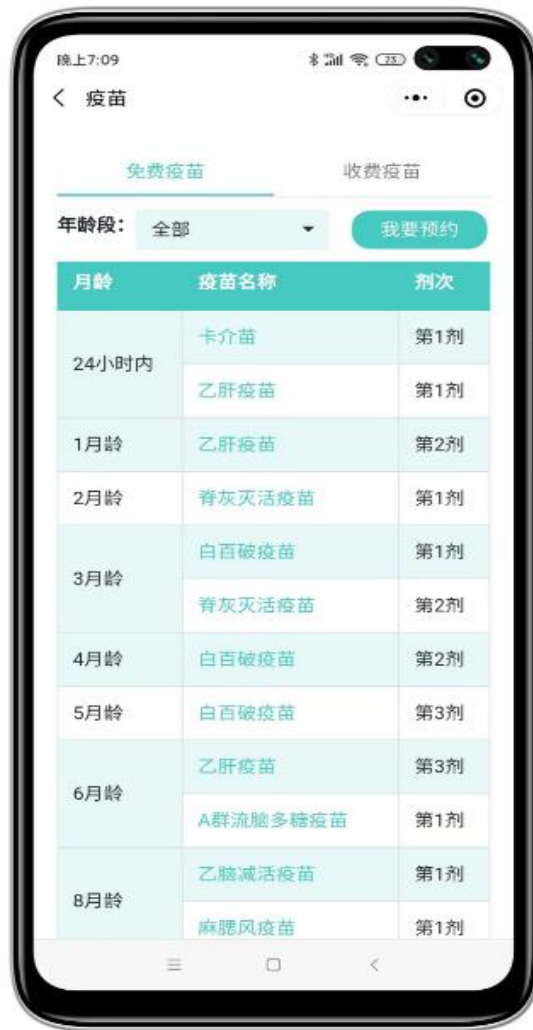 晚上7:09
23
疫苗
免费疫苗 收费疫苗
年龄段： 全部 我要预约
月龄 疫苗名称 剂次
24小时内 卡介苗 第1剂
乙肝疫苗 第1剂
1月龄 乙肝疫苗 第2剂
2月龄 脊灰灭活疫苗 第1剂
3月龄 白百破疫苗 第1剂
脊灰灭活疫苗 第2剂
4月龄 白百破疫苗 第2剂
5月龄 白百破疫苗 第3剂
6月龄 乙肝疫苗 第3剂
A群流脑多糖疫苗 第1剂
8月龄 乙脑减活疫苗 第1剂
麻腮风疫苗 第1剂